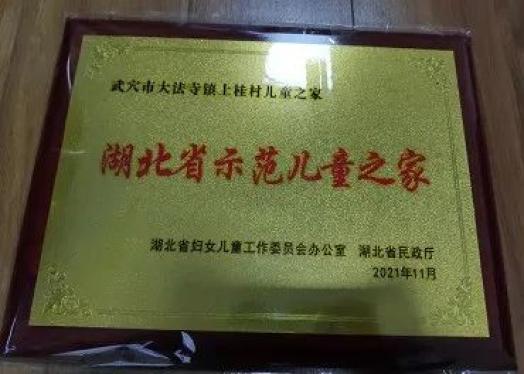 武穴市大法寺镇上桂村儿童之家
湖北省示范儿童之家
湖北省妇女儿童工作委员会办公室 湖北省民政厅
2021年11月